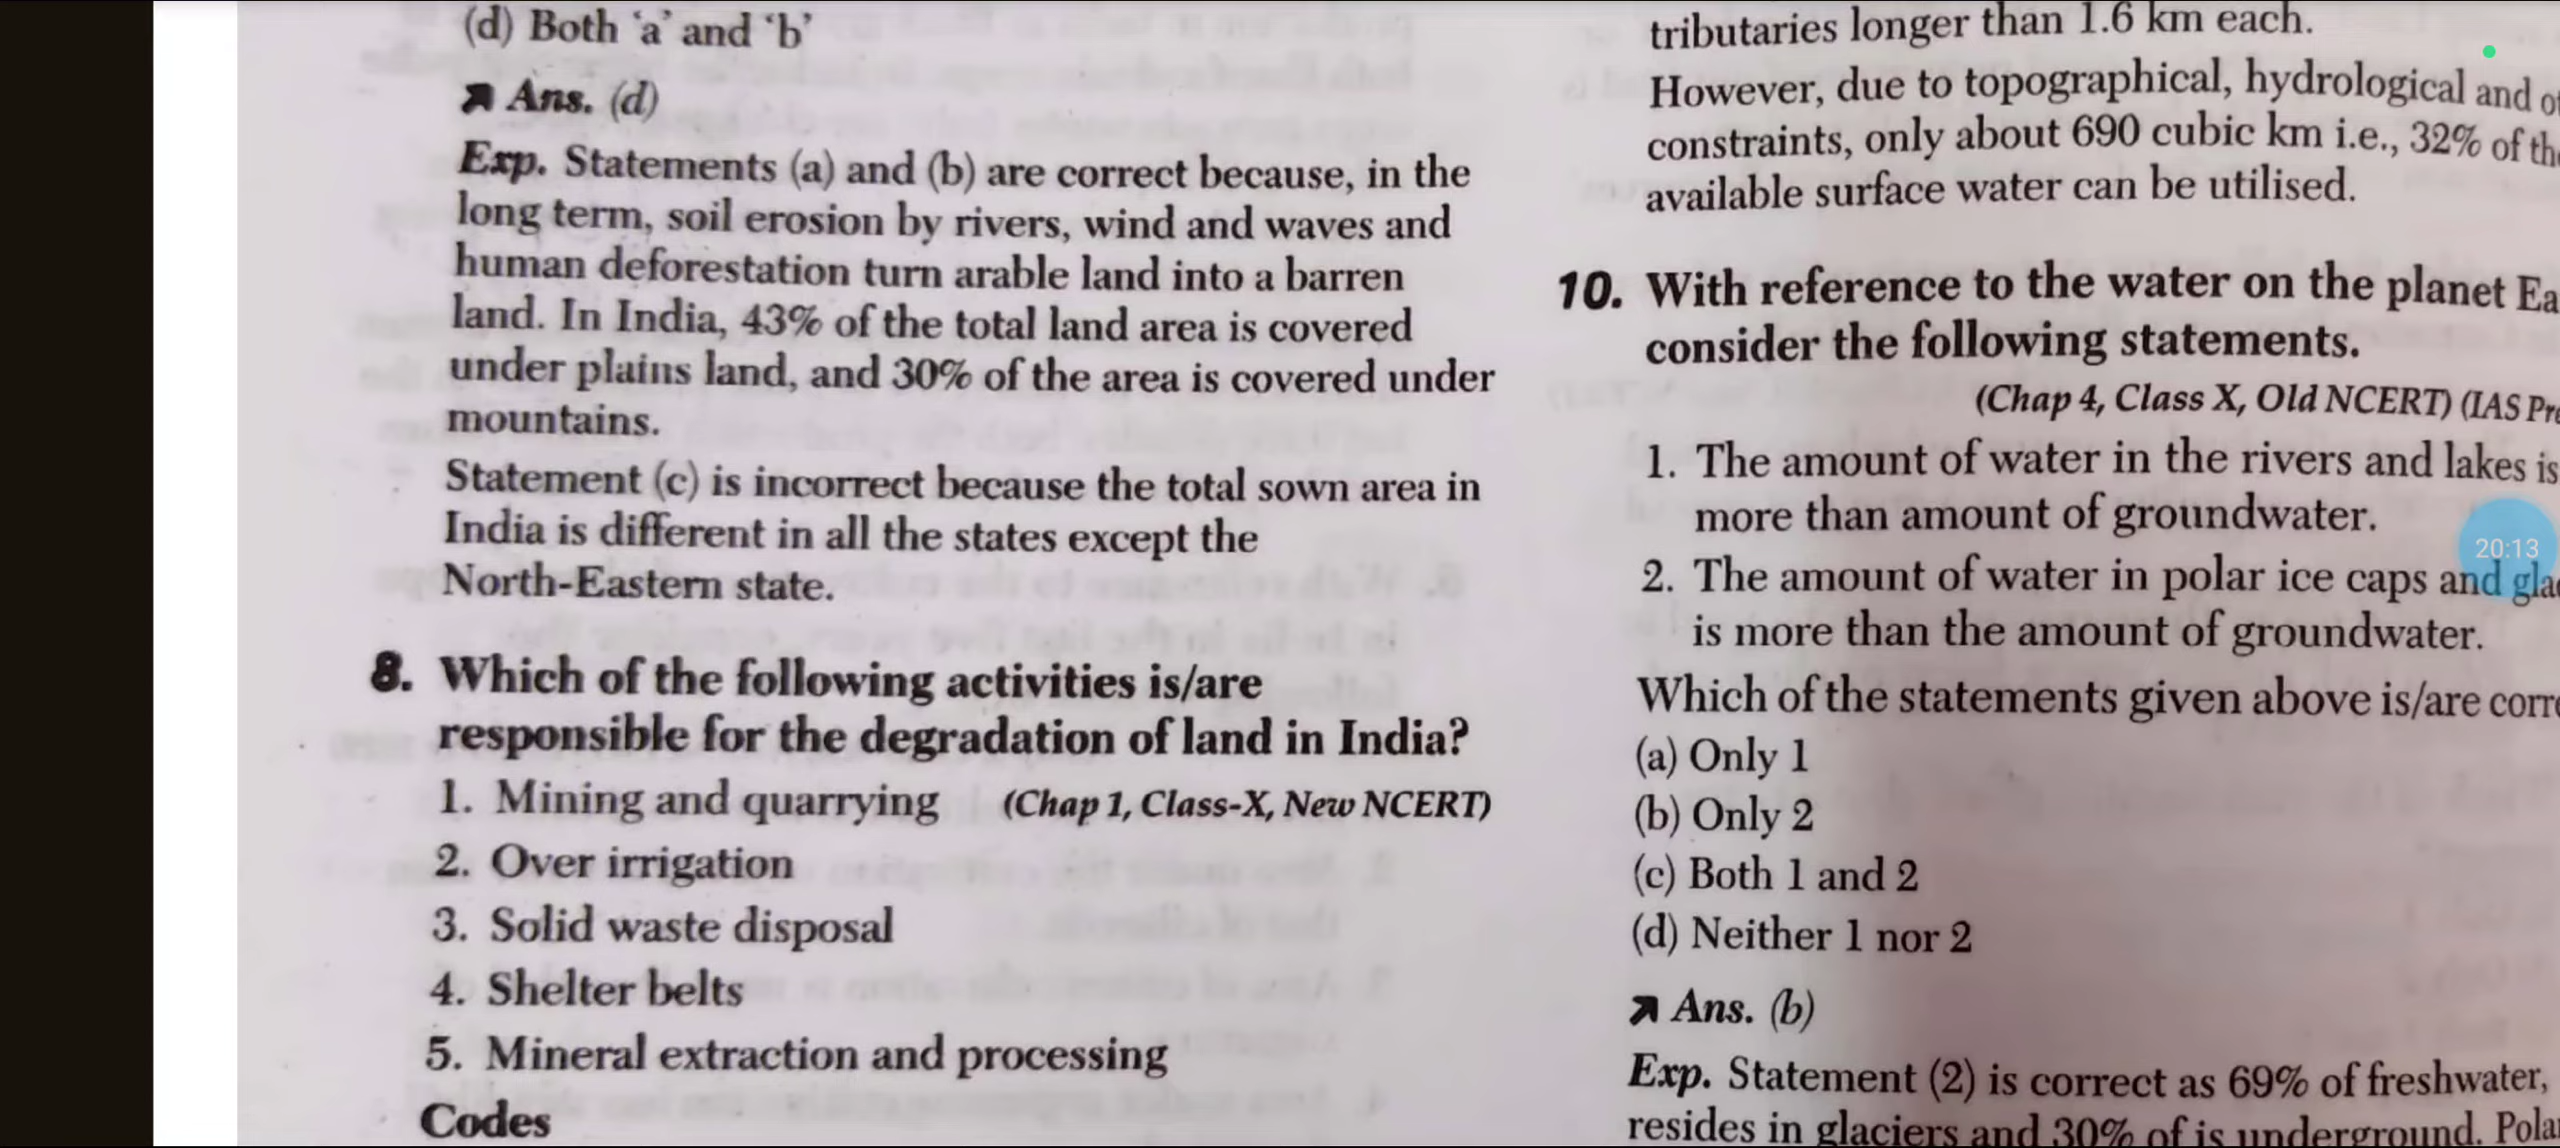 (d) Both ‘a’ and ‘b’
Ans. (d)
Exp. Statements (a) and (b) are correct because, in the
long term, soil erosion by rivers, wind and waves and
human deforestation turn arable land into a barren
land. In India, 43% of the total land area is covered
under plains land, and 30% of the area is covered under
mountains.
Statement (c) is incorrect because the total sown area in
India is different in all the states except the
North-Eastern state.
8. Which of the following activities is/are
responsible for the degradation of land in India?
1. Mining and quarrying (Chap 1, Class-X, New NCERT)
2. Over irrigation
3. Solid waste disposal
4. Shelter belts
5. Mineral extraction and processing
Codes
tributaries longer than 1.6 km each.
However, due to topographical, hydrological and
constraints, only about 690 cubic km i.e., 32% of
available surface water can be utilised.
10. With reference to the water on the planet
consider the following statements.
(Chap 4, Class X, Old NCERT) (IAS
1. The amount of water in the rivers and lakes is
more than amount of groundwater.
2. The amount of water in polar ice caps and
is more than the amount of groundwater.
Which of the statements given above is/are
(a) Only 1
(b) Only 2
(c) Both 1 and 2
(d) Neither 1 nor 2
Ans. (b)
Exp. Statement (2) is correct as 69% of freshwater,
resides in glaciers and 30% of is underground.
20:13